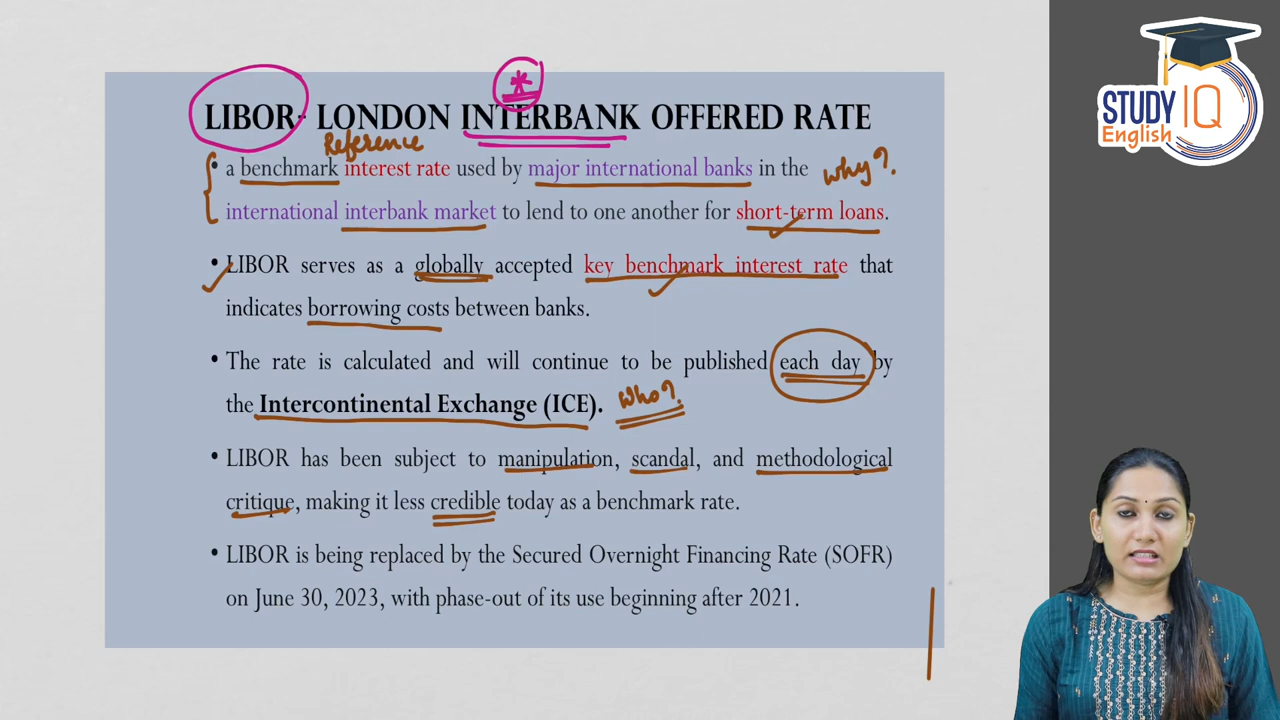 LIBOR- LONDON INTERBANK OFFERED RATE
*
Reference
• a benchmark interest rate used by major international banks in the
why?
international interbank market to lend to one another for short-term loans.
• LIBOR serves as a globally accepted key benchmark interest rate that
indicates borrowing costs between banks.
• The rate is calculated and will continue to be published each day by
the Intercontinental Exchange (ICE).
Who?
• LIBOR has been subject to manipulation, scandal, and methodological
critique, making it less credible today as a benchmark rate.
• LIBOR is being replaced by the Secured Overnight Financing Rate (SOFR)
on June 30, 2023, with phase-out of its use beginning after 2021.
STUDY IQ
English